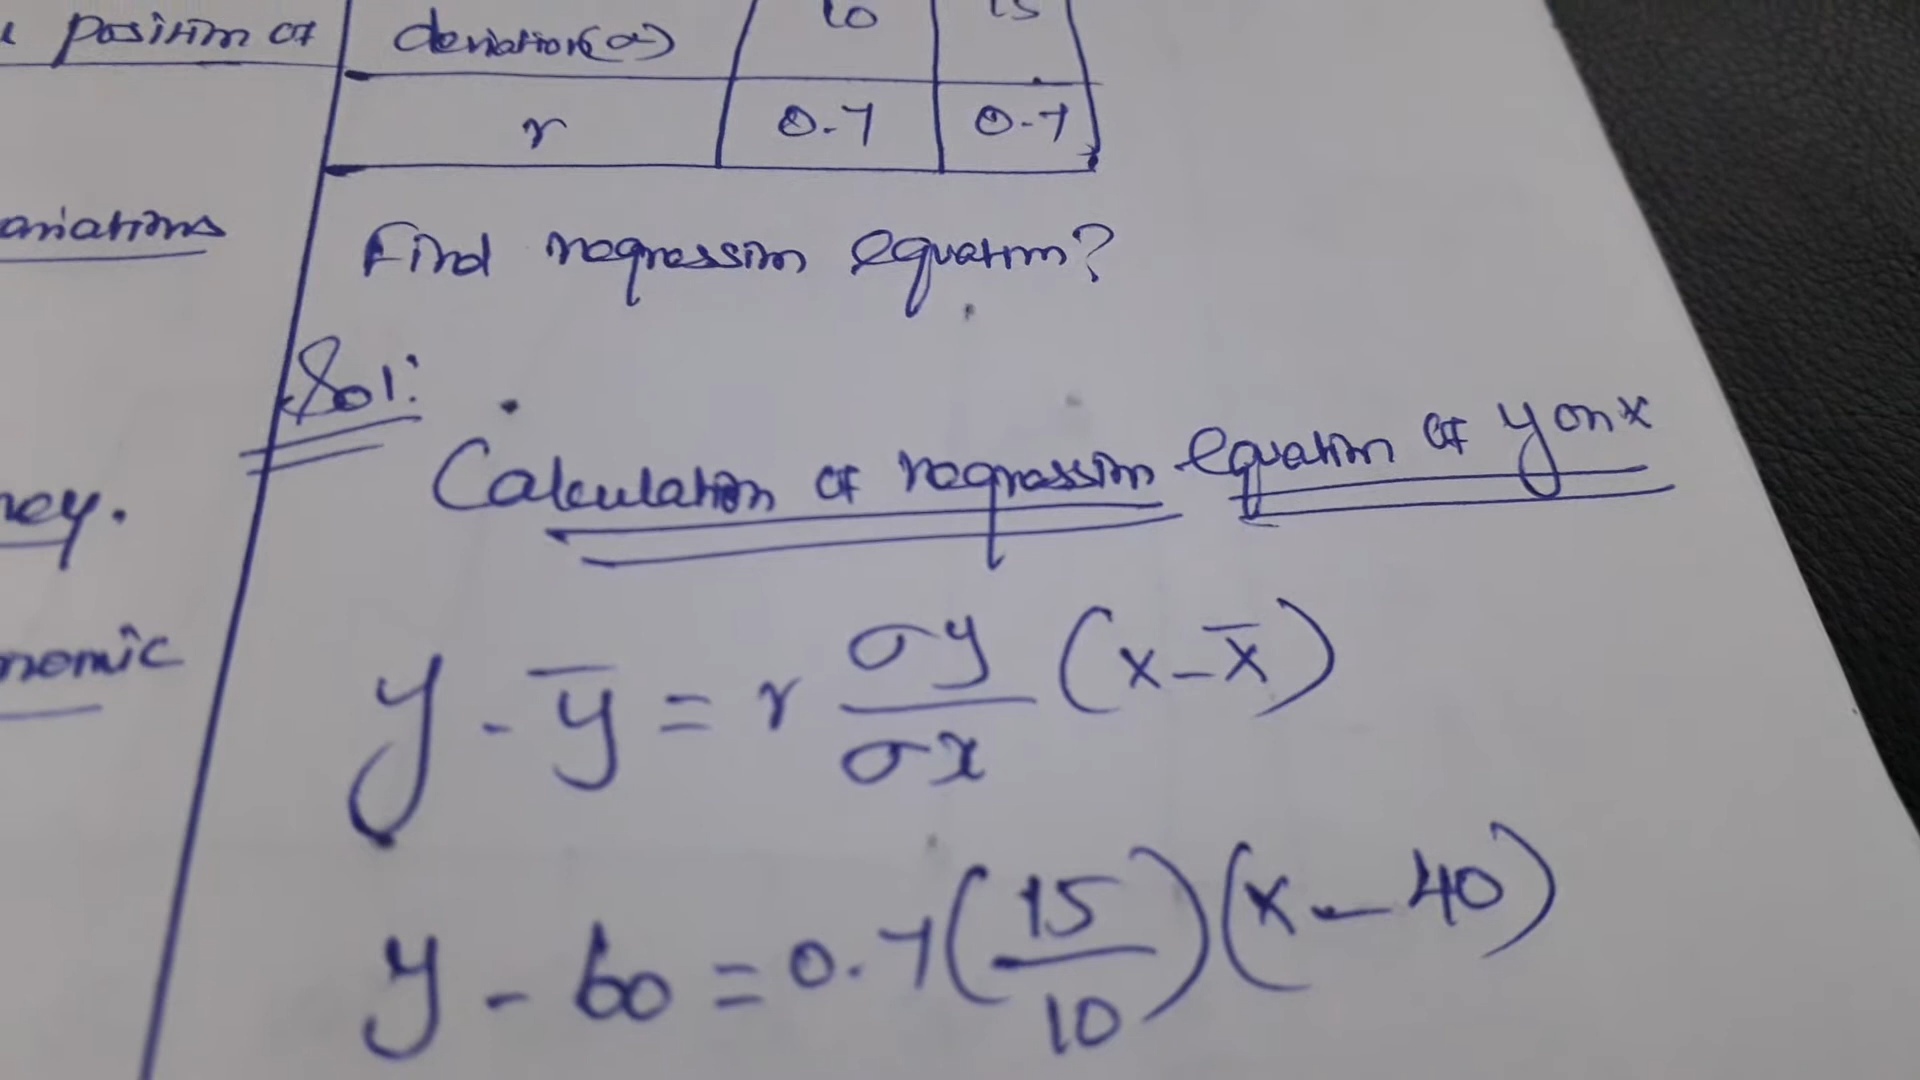 position of
ariations
ney.
nomic
deviation(σ) 10 15
r 0.7 0.7
Find regression equation?
Sol:
Calculation of regression equation of y on x
y - y̅ = r σy/σx (x - x̅)
y - 60 = 0.7 (15/10) (x - 40)